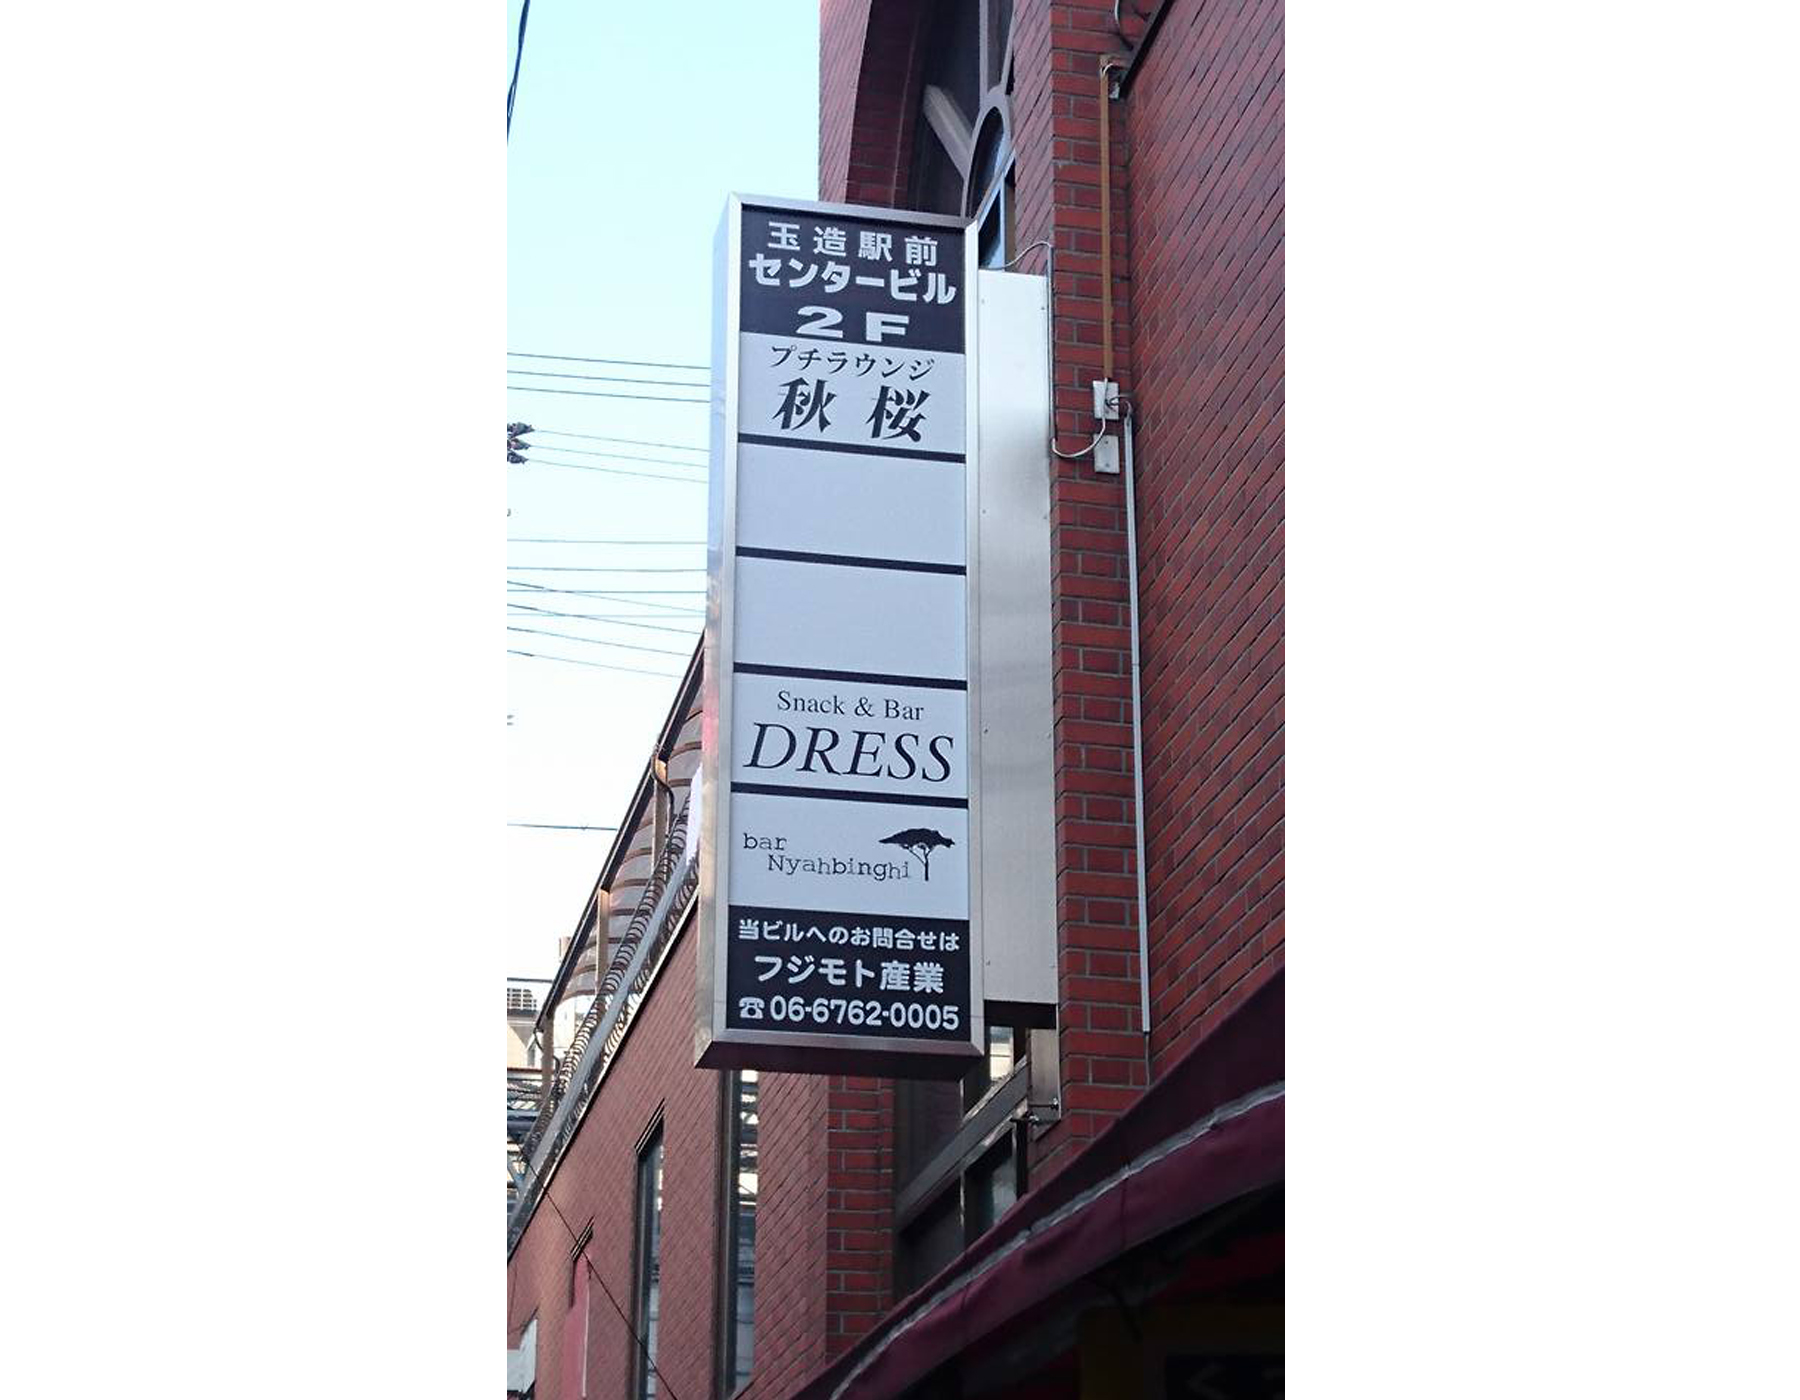 玉造駅前
センタービル
2F
プチラウンジ
秋桜
Snack & Bar
DRESS
bar
Nyahbinghi
当ビルへのお問合せは
フジモト産業
☎06-6762-0005